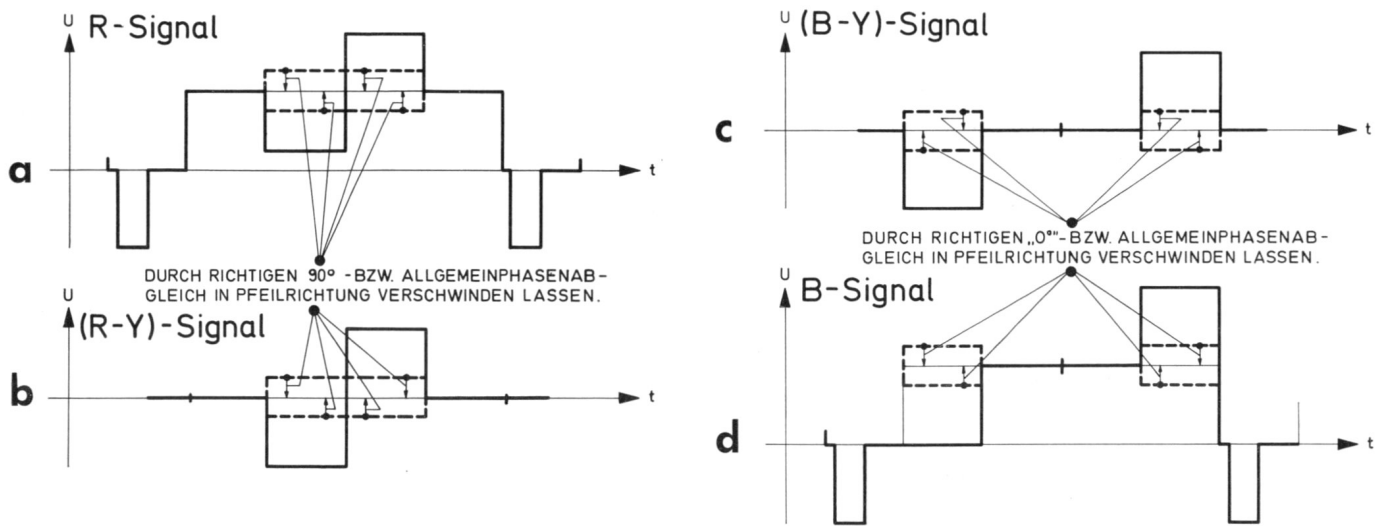 U R-Signal
a
t
DURCH RICHTIGEN 90° -BZW. ALLGEMEINPHASENAB-
GLEICH IN PFEILRICHTUNG VERSCHWINDEN LASSEN.
U (R-Y)-Signal
b
t
U (B-Y)-Signal
c
t
DURCH RICHTIGEN „0°"-BZW. ALLGEMEINPHASENAB-
GLEICH IN PFEILRICHTUNG VERSCHWINDEN LASSEN.
U B-Signal
d
t